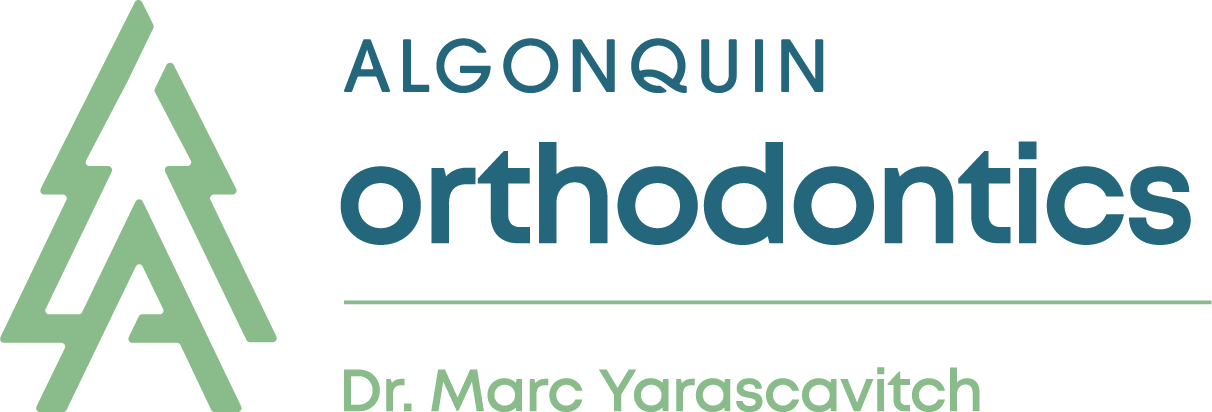 ALGONQUIN
orthodontics
Dr. Marc Yarascavitch